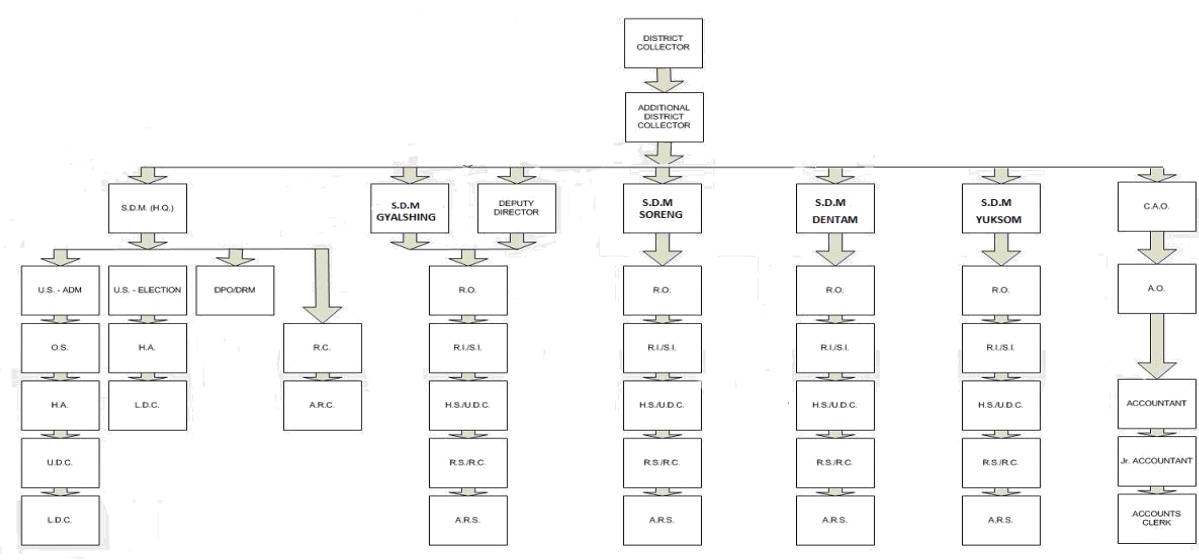 DISTRICT
COLLECTOR
ADDITIONAL
DISTRICT
COLLECTOR
S.D.M. (H.Q.)
S.D.M
GYALSHING
DEPUTY
DIRECTOR
S.D.M
SORENG
S.D.M
DENTAM
S.D.M
YUKSOM
C.A.O.
U.S. - ADM
U.S. - ELECTION
DPO/DRM
R.O.
R.O.
R.O.
R.O.
A.O.
O.S.
H.A.
R.C.
R.I./S.I.
R.I./S.I.
R.I./S.I.
R.I./S.I.
H.A.
L.D.C.
A.R.C.
H.S./U.D.C.
H.S./U.D.C.
H.S./U.D.C.
H.S./U.D.C.
ACCOUNTANT
U.D.C.
R.S./R.C.
R.S./R.C.
R.S./R.C.
R.S./R.C.
Jr. ACCOUNTANT
L.D.C.
A.R.S.
A.R.S.
A.R.S.
A.R.S.
ACCOUNTS
CLERK